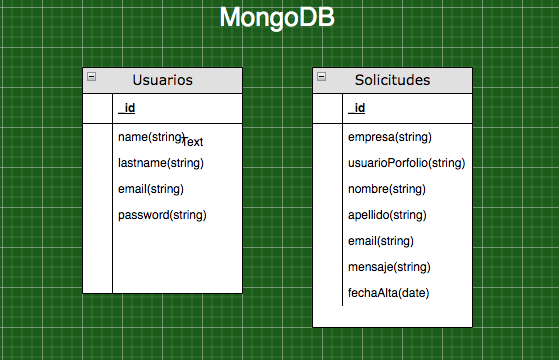 MongoDB
Usuarios
_id
name(string)
Text
lastname(string)
email(string)
password(string)
Solicitudes
_id
empresa(string)
usuarioPorfolio(string)
nombre(string)
apellido(string)
email(string)
mensaje(string)
fechaAlta(date)